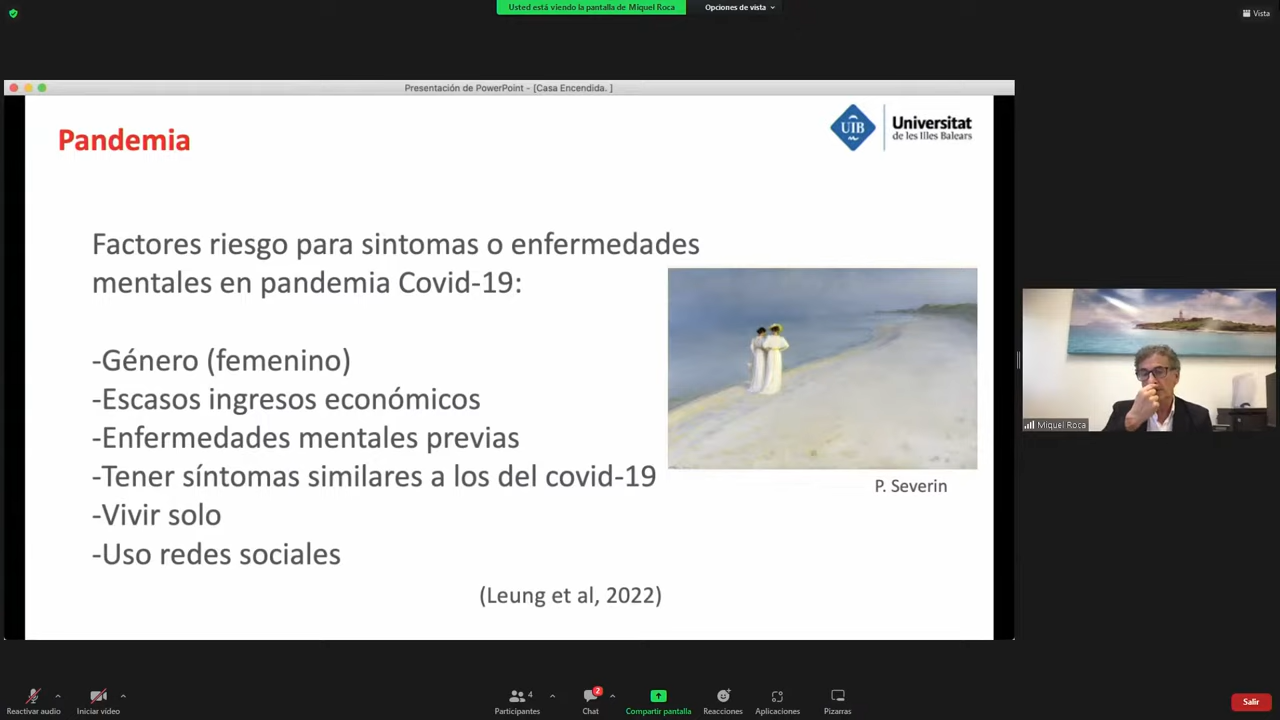 Usted está viendo la pantalla de Miquel Roca
Opciones de vista
Vista
Presentación de PowerPoint - [Casa Encendida. ]
Pandemia
UIB
Universitat
de les Illes Balears
Factores riesgo para sintomas o enfermedades
mentales en pandemia Covid-19:
-Género (femenino)
-Escasos ingresos económicos
-Enfermedades mentales previas
-Tener síntomas similares a los del covid-19
-Vivir solo
-Uso redes sociales
P. Severin
(Leung et al, 2022)
Miquel Roca
Reactivar audio
Iniciar video
4
Participantes
2
Chat
Compartir pantalla
Reacciones
Aplicaciones
Pizarras
Salir